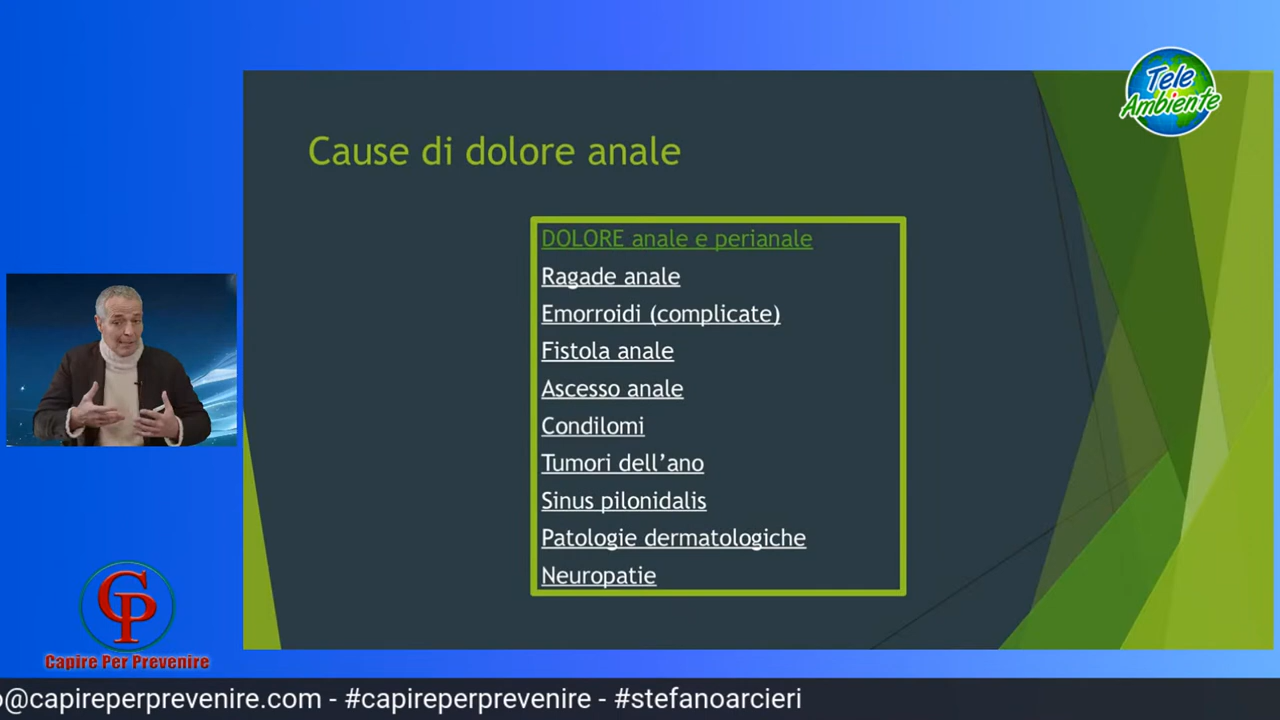 Tele
Ambiente
Cause di dolore anale
DOLORE anale e perianale
Ragade anale
Emorroidi (complicate)
Fistola anale
Ascesso anale
Condilomi
Tumori dell’ano
Sinus pilonidalis
Patologie dermatologiche
Neuropatie
CP
Capire Per Prevenire
o@capireperprevenire.com - #capireperprevenire - #stefanoarcieri